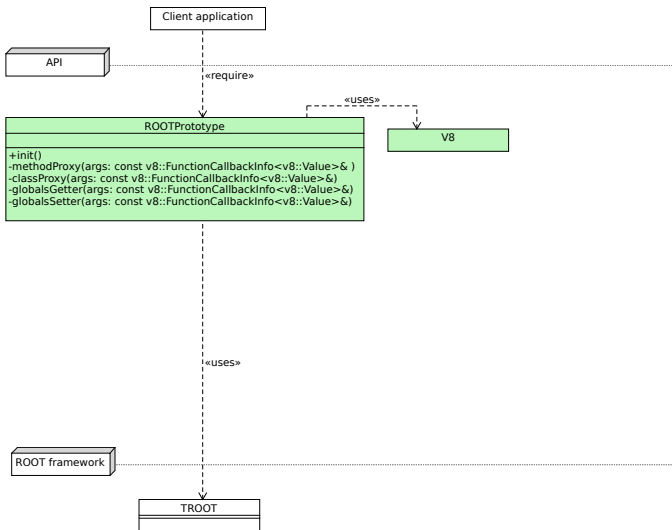 Client application
API
«require»
«uses»
ROOTPrototype
V8
+init()
-methodProxy(args: const v8::FunctionCallbackInfo<v8::Value>& )
-classProxy(args: const v8::FunctionCallbackInfo<v8::Value>&)
-globalsGetter(args: const v8::FunctionCallbackInfo<v8::Value>&)
-globalsSetter(args: const v8::FunctionCallbackInfo<v8::Value>&)
«uses»
ROOT framework
TROOT